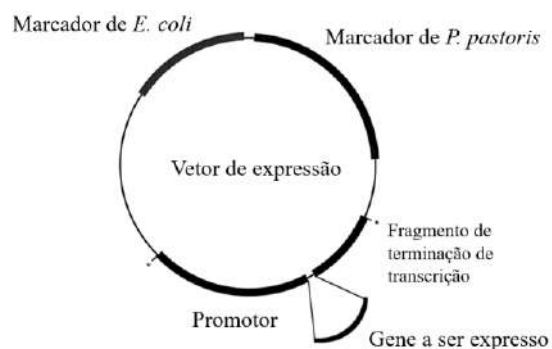 Marcador de E. coli
Marcador de P. pastoris
Vetor de expressão
Fragmento de
terminação de
transcrição
Promotor
Gene a ser expresso